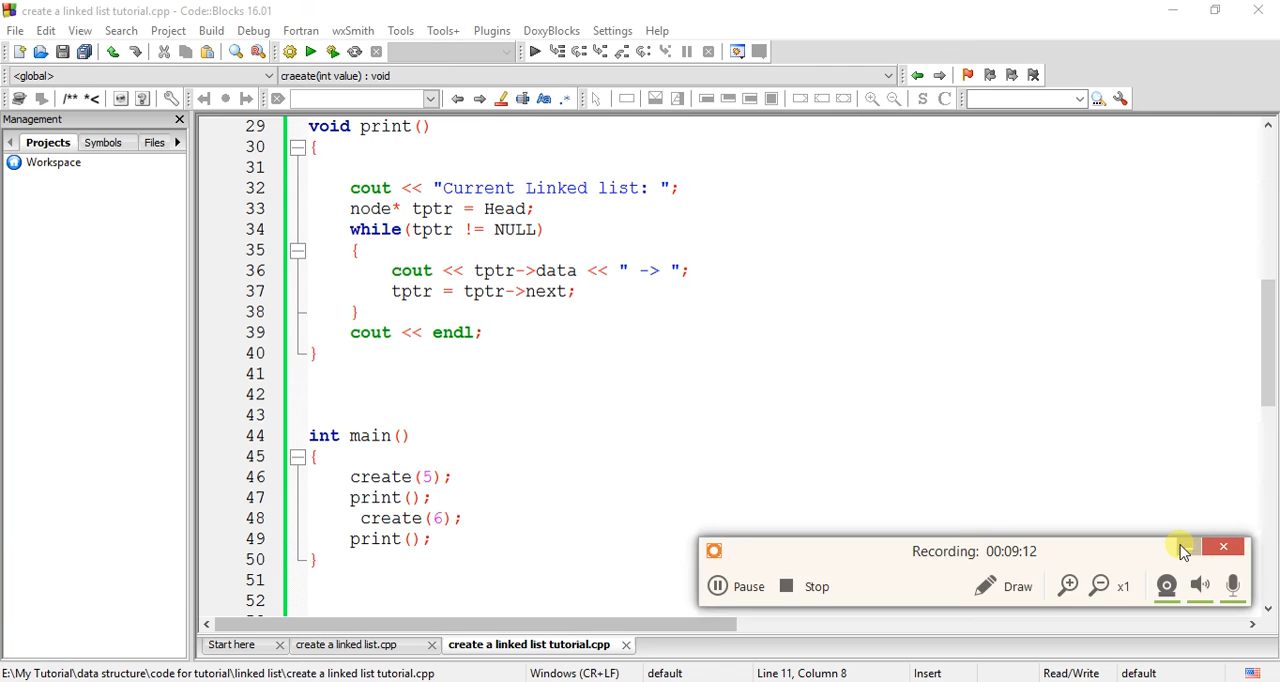 create a linked list tutorial.cpp - Code::Blocks 16.01
File Edit View Search Project Build Debug Fortran wxSmith Tools Tools+ Plugins DoxyBlocks Settings Help
<global> craeate(int value) : void
/** *<
S C
Management
Projects Symbols Files
Workspace
29 void print()
30 {
31
32 cout << "Current Linked list: ";
33 node* tptr = Head;
34 while(tptr != NULL)
35 {
36 cout << tptr->data << " -> ";
37 tptr = tptr->next;
38 }
39 cout << endl;
40 }
41
42
43
44 int main()
45 {
46 create(5);
47 print();
48 create(6);
49 print();
50 }
51
52
Recording: 00:09:12
Pause Stop Draw x1
Start here create a linked list.cpp create a linked list tutorial.cpp
E:\My Tutorial\data structure\code for tutorial\linked list\create a linked list tutorial.cpp Windows (CR+LF) default Line 11, Column 8 Insert Read/Write default